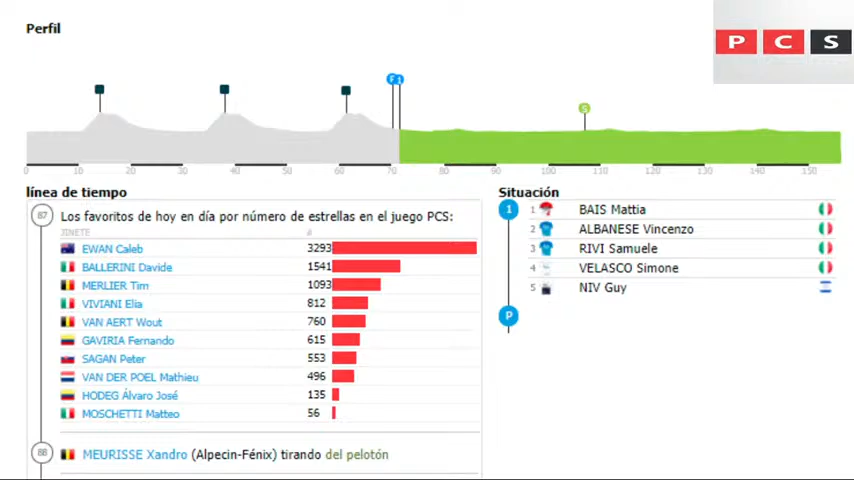 Perfil
P C S
F 1
S
0 10 20 30 40 50 60 70 80 90 100 110 120 130 140 150
línea de tiempo
87
Los favoritos de hoy en día por número de estrellas en el juego PCS:
JINETE #
EWAN Caleb 3293
BALLERINI Davide 1541
MERLIER Tim 1093
VIVIANI Elia 812
VAN AERT Wout 760
GAVIRIA Fernando 615
SAGAN Peter 553
VAN DER POEL Mathieu 496
HODEG Álvaro José 135
MOSCHETTI Matteo 56
88
MEURISSE Xandro (Alpecin-Fénix) tirando del pelotón
Situación
1
1 BAIS Mattia
2 ALBANESE Vincenzo
3 RIVI Samuele
4 VELASCO Simone
5 NIV Guy
P